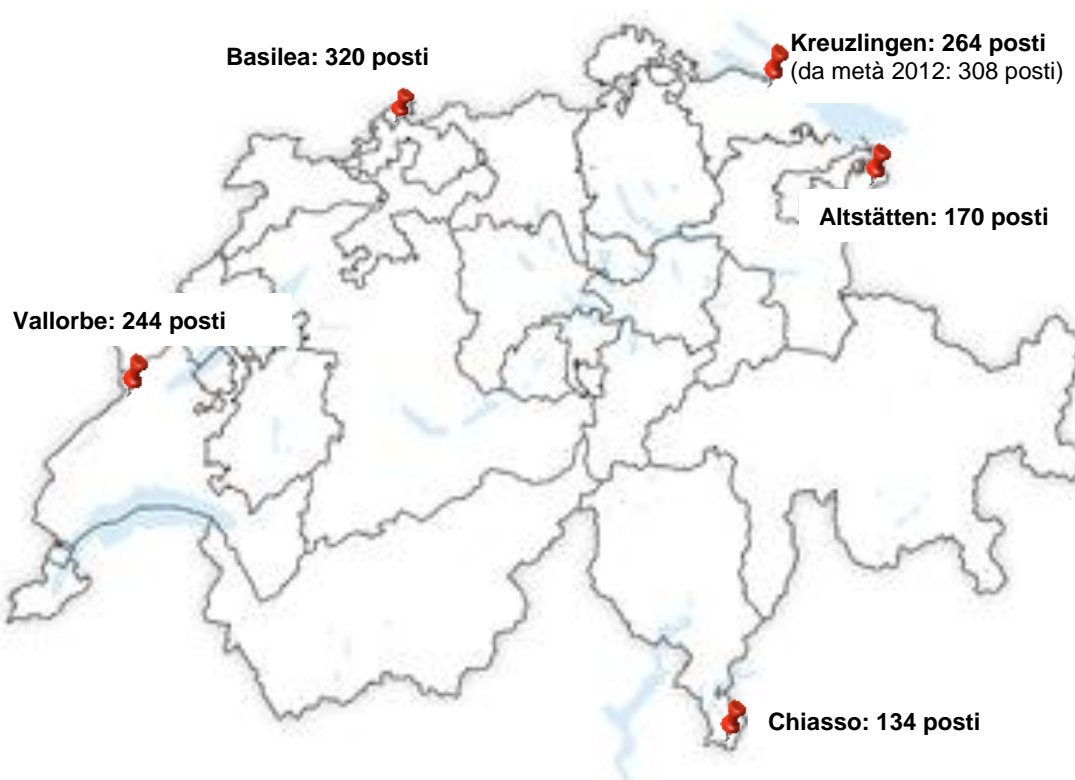 Basilea: 320 posti
Kreuzlingen: 264 posti
(da metà 2012: 308 posti)
Altstätten: 170 posti
Vallorbe: 244 posti
Chiasso: 134 posti